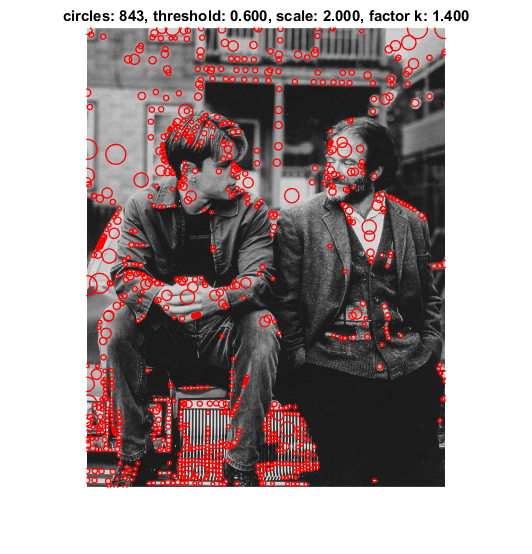 circles: 843, threshold: 0.600, scale: 2.000, factor k: 1.400